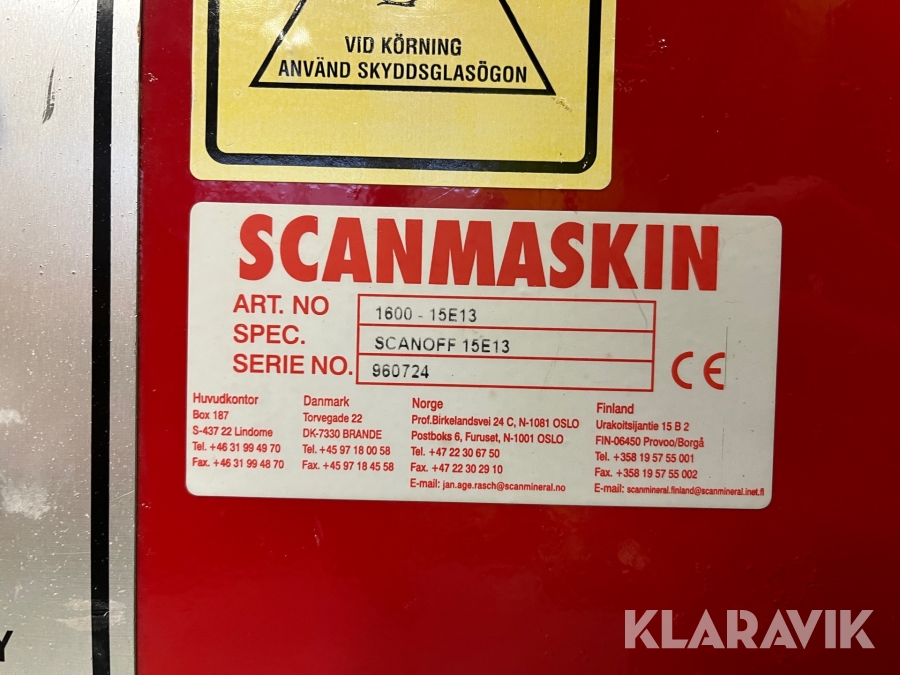 VID KÖRNING
ANVÄND SKYDDSGLASÖGON
SCANMASKIN
ART. NO 1600 - 15E13
SPEC. SCANOFF 15E13
SERIE NO. 960724
CE
Huvudkontor
Box 187
S-437 22 Lindome
Tel. +46 31 99 49 70
Fax. +46 31 99 48 70
Danmark
Torvegade 22
DK-7330 BRANDE
Tel. +45 97 18 00 58
Fax. +45 97 18 45 58
Norge
Prof.Birkelandsvei 24 C, N-1081 OSLO
Postboks 6, Furuset, N-1001 OSLO
Tel. +47 22 30 67 50
Fax. +47 22 30 29 10
E-mail: jan.age.rasch@scanmineral.no
Finland
Urakoitsijantie 15 B 2
FIN-06450 Provoo/Borgå
Tel. +358 19 57 55 001
Fax. +358 19 57 55 002
E-mail: scanmineral.finland@scanmineral.inet.fi
Y
KLARAVIK